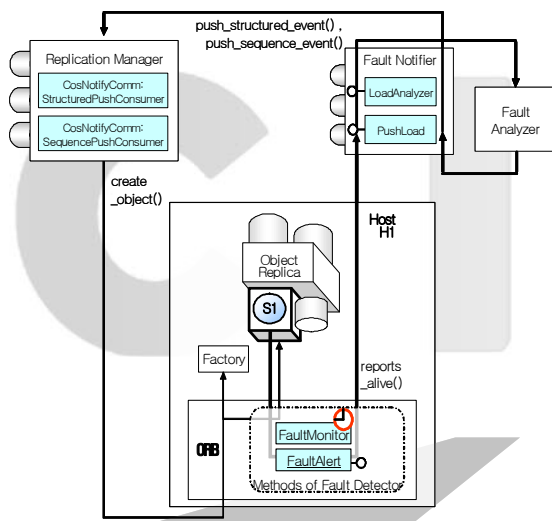 push_structured_event() ,
push_sequence_event()
Replication Manager
CosNotifyComm:
StructuredPushConsumer
CosNotifyComm:
SequencePushConsumer
Fault Notifier
LoadAnalyzer
PushLoad
Fault
Analyzer
create
_object()
Host
H1
Object
Replica
S1
Factory
reports
_alive()
ORB
FaultMonitor
FaultAlert
Methods of Fault Detector